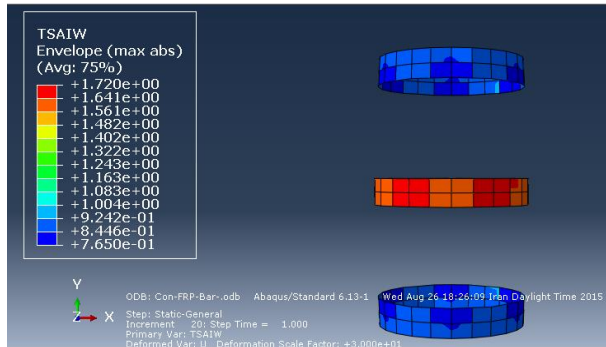 TSAIW
Envelope (max abs)
(Avg: 75%)
+1.720e+00
+1.641e+00
+1.561e+00
+1.482e+00
+1.402e+00
+1.322e+00
+1.243e+00
+1.163e+00
+1.083e+00
+1.004e+00
+9.242e-01
+8.446e-01
+7.650e-01
Y
Z X
ODB: Con-FRP-Bar-.odb Abaqus/Standard 6.13-1 Wed Aug 26 18:26:09 Iran Daylight Time 2015
Step: Static-General
Increment 20: Step Time = 1.000
Primary Var: TSAIW
Deformed Var: U Deformation Scale Factor: +3.000e+01